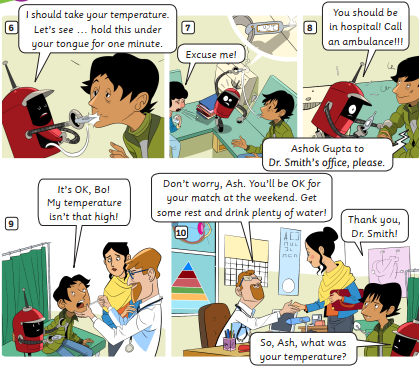 6
I should take your temperature.
Let's see ... hold this under
your tongue for one minute.
7
Excuse me!
8
You should be
in hospital! Call
an ambulance!!!
Ashok Gupta to
Dr. Smith's office, please.
9
It's OK, Bo!
My temperature
isn't that high!
10
Don't worry, Ash. You'll be OK for
your match at the weekend. Get
some rest and drink plenty of water!
Thank you,
Dr. Smith!
So, Ash, what was
your temperature?